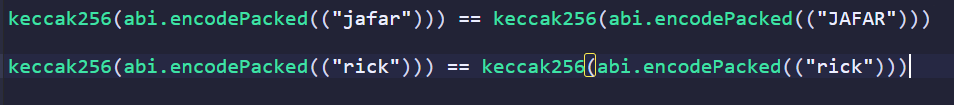 keccak256(abi.encodePacked(("jafar"))) == keccak256(abi.encodePacked(("JAFAR")))
keccak256(abi.encodePacked(("rick"))) == keccak256(abi.encodePacked(("rick")))